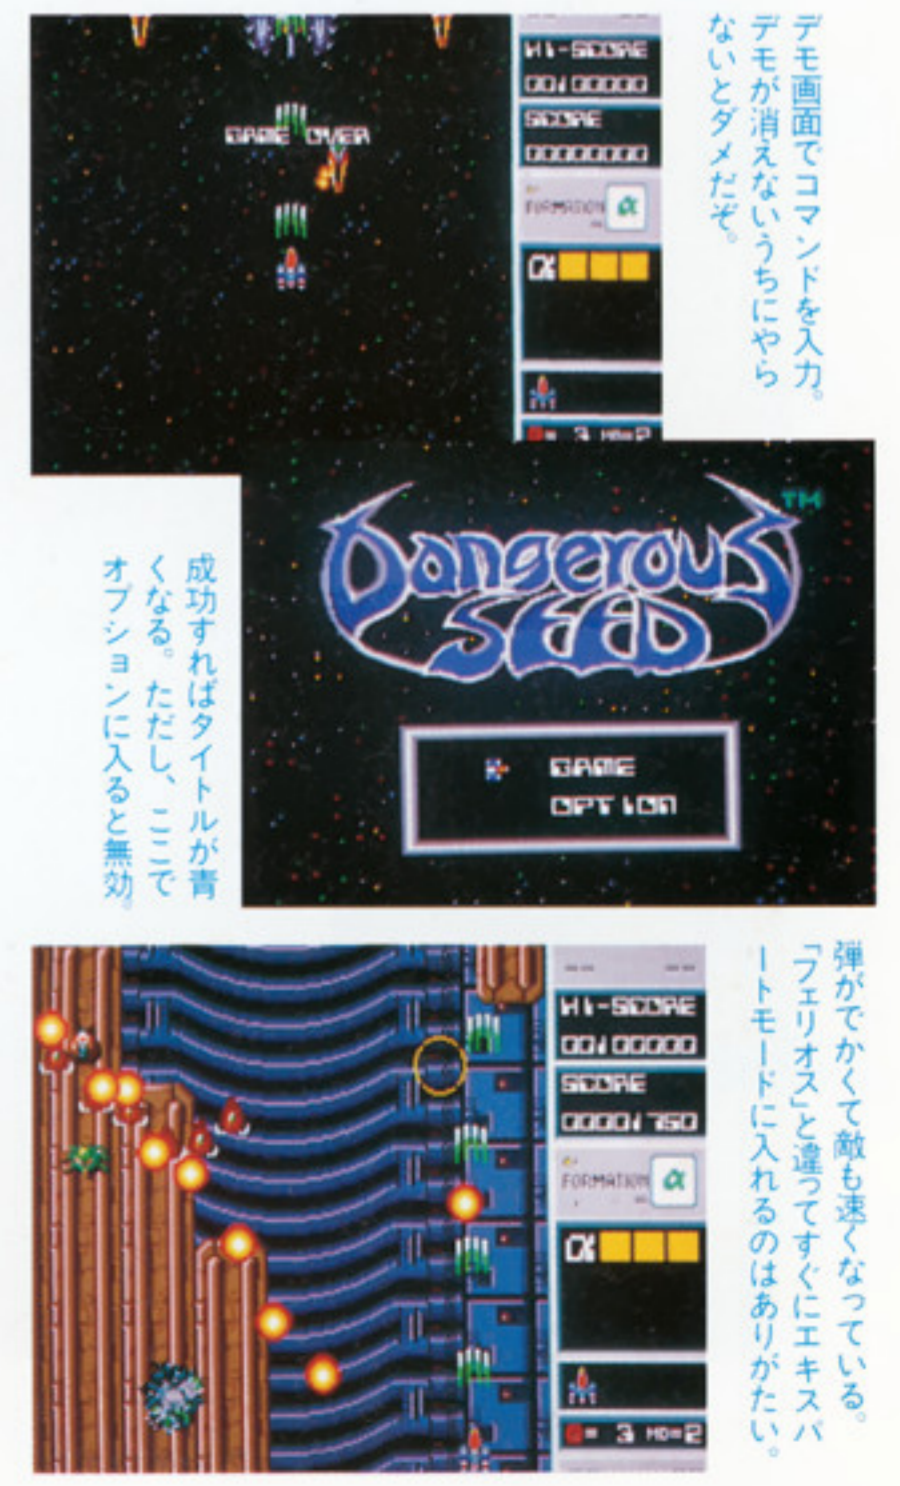 デモ画面でコマンドを入力。
デモが消えないうちにやら
ないとダメだぞ。
HI-SCORE
00100000
SCORE
00000000
GAME OVER
FORMATION
α
α
3 MO=2
Dangerous
SEED
TM
GAME
OPTION
成功すればタイトルが青
くなる。ただし、ここで
オプションに入ると無効。
弾がでかくて敵も速くなっている。
「フェリオス」と違ってすぐにエキスパ
ートモードに入れるのはありがたい。
HI-SCORE
00100000
SCORE
00001750
FORMATION
α
α
= 3 MO=2